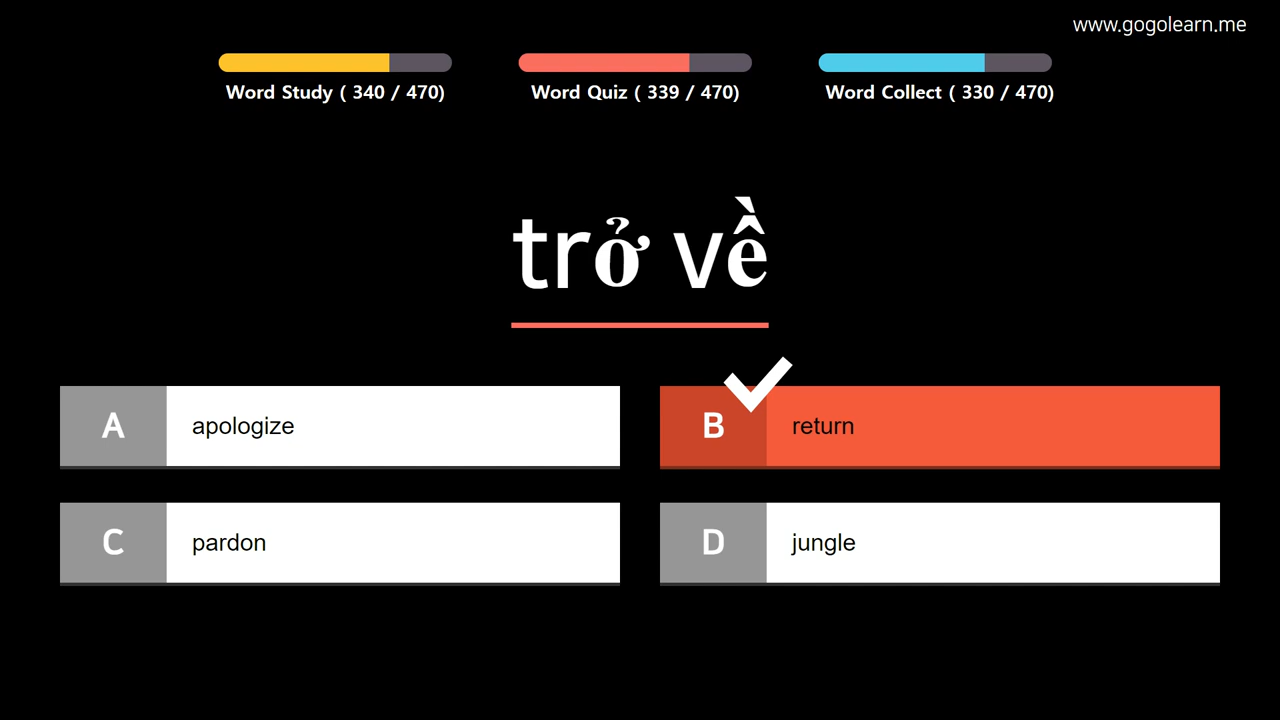 www.gogolearn.me
Word Study ( 340 / 470)
Word Quiz ( 339 / 470)
Word Collect ( 330 / 470)
trở về
A apologize
B return
C pardon
D jungle